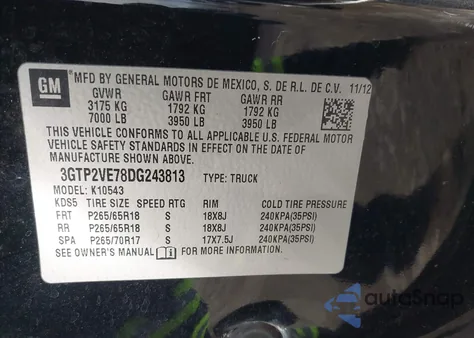 GM
MFD BY GENERAL MOTORS DE MEXICO, S. DE R.L. DE C.V. 11/12
GVWR GAWR FRT GAWR RR
3175 KG 1792 KG 1792 KG
7000 LB 3950 LB 3950 LB
THIS VEHICLE CONFORMS TO ALL APPLICABLE U.S. FEDERAL MOTOR
VEHICLE SAFETY STANDARDS IN EFFECT ON THE DATE OF
MANUFACTURE SHOWN ABOVE.
3GTP2VE78DG243813 TYPE: TRUCK
MODEL: K10543
KDS5 TIRE SIZE SPEED RTG RIM COLD TIRE PRESSURE
FRT P265/65R18 S 18X8J 240KPA(35PSI)
RR P265/65R18 S 18X8J 240KPA(35PSI)
SPA P265/70R17 S 17X7.5J 240KPA(35PSI)
SEE OWNER'S MANUAL FOR MORE INFORMATION.
autoSnap